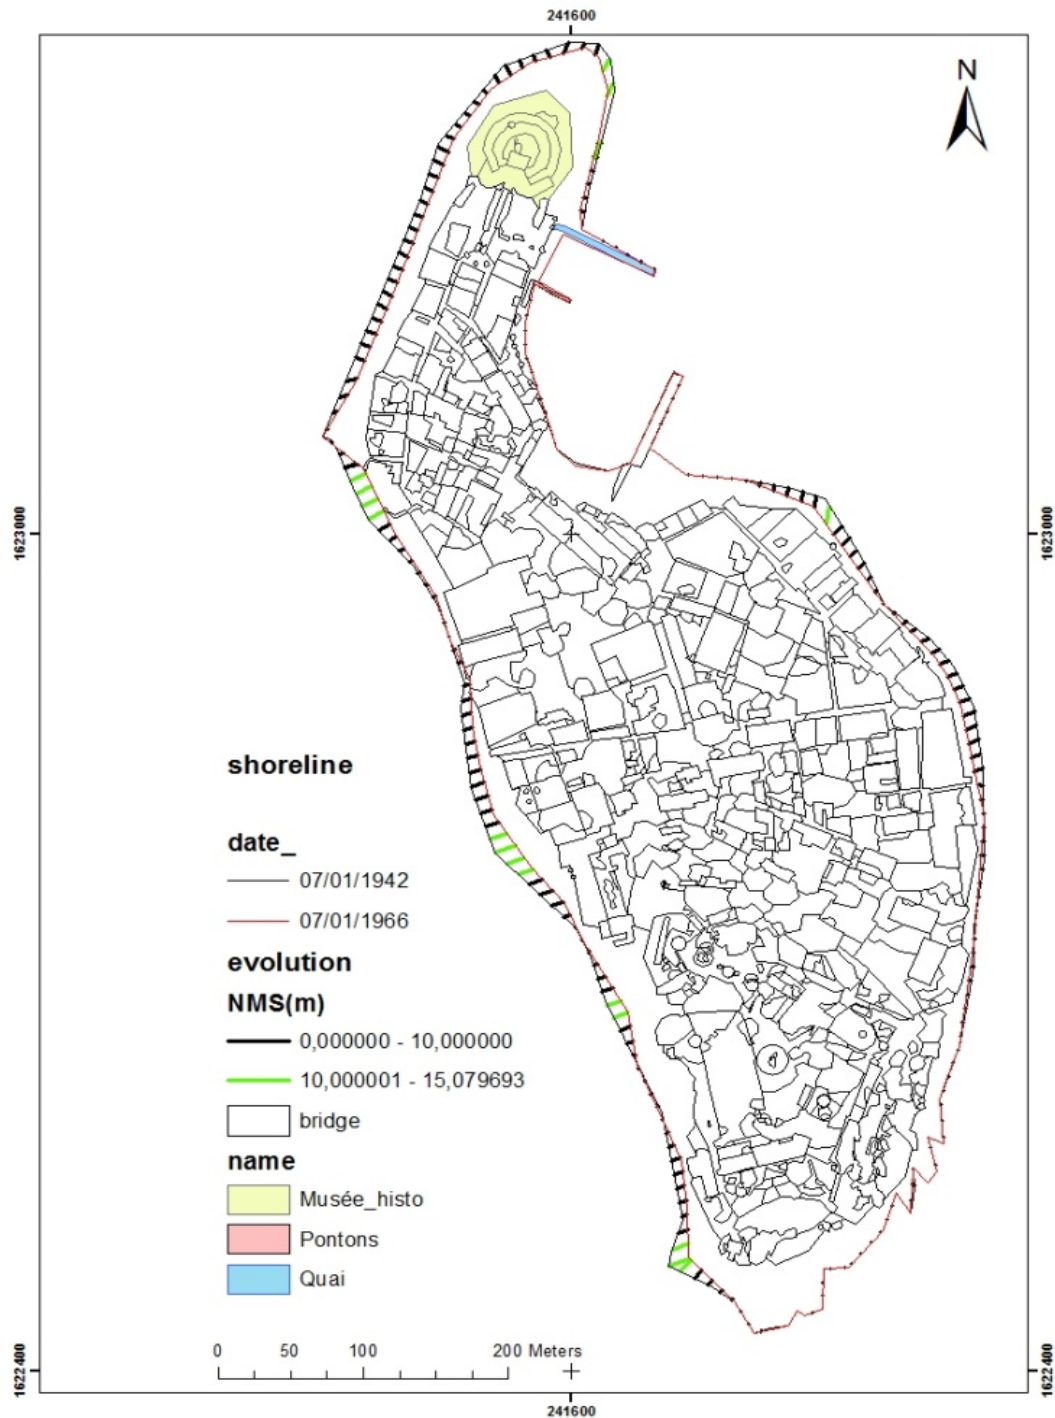 241600
N
1623000
1623000
shoreline
date_
07/01/1942
07/01/1966
evolution
NMS(m)
0,000000 - 10,000000
10,000001 - 15,079693
bridge
name
Musée_histo
Pontons
Quai
0 50 100 200 Meters
1622400
1622400
241600